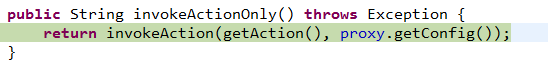 public String invokeActionOnly() throws Exception {
    return invokeAction(getAction(), proxy.getConfig());
}